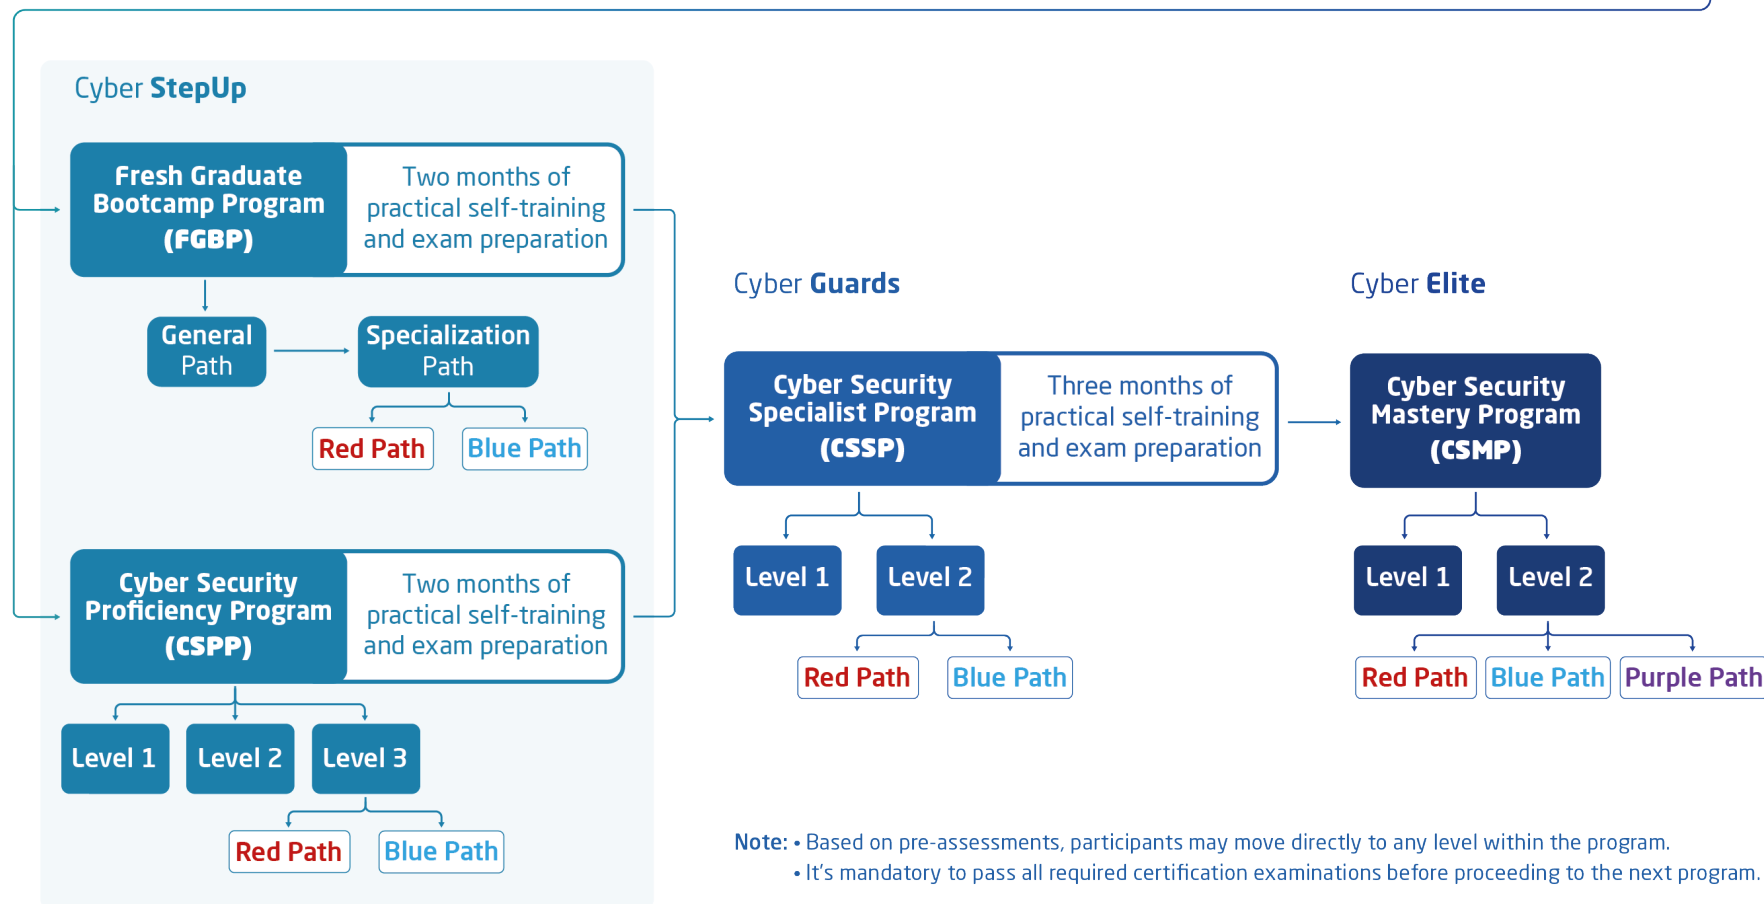 Cyber StepUp
Fresh Graduate
Bootcamp Program
(FGBP)
Two months of
practical self-training
and exam preparation
General
Path
Specialization
Path
Red Path
Blue Path
Cyber Security
Proficiency Program
(CSPP)
Two months of
practical self-training
and exam preparation
Level 1
Level 2
Level 3
Red Path
Blue Path
Cyber Guards
Cyber Security
Specialist Program
(CSSP)
Three months of
practical self-training
and exam preparation
Level 1
Level 2
Red Path
Blue Path
Cyber Elite
Cyber Security
Mastery Program
(CSMP)
Level 1
Level 2
Red Path
Blue Path
Purple Path
Note: • Based on pre-assessments, participants may move directly to any level within the program.
• It's mandatory to pass all required certification examinations before proceeding to the next program.